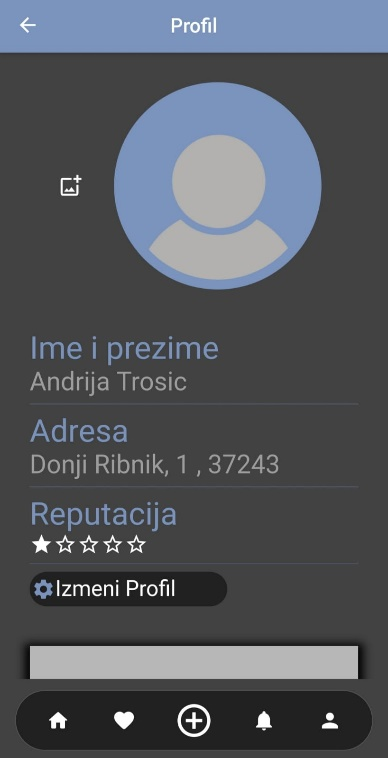 Profil
Ime i prezime
Andrija Trosic
Adresa
Donji Ribnik, 1 , 37243
Reputacija
Izmeni Profil